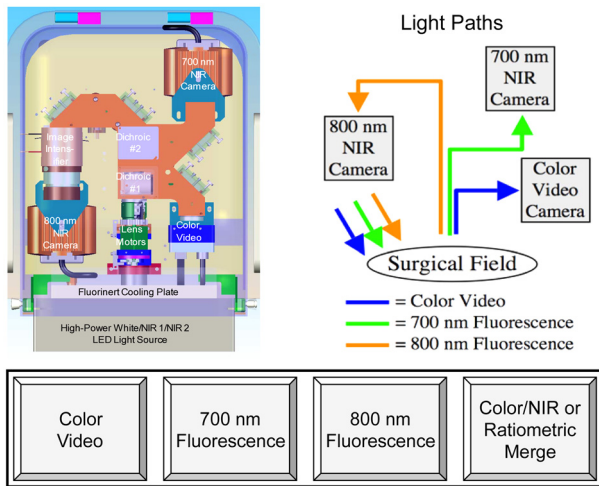 700 nm
NIR
Camera
Image
Inten-
sifier
Dichroic
#2
Dichroic
#1
800 nm
NIR
Camera
Lens
Motors
Color
Video
Fluorinert Cooling Plate
High-Power White/NIR 1/NIR 2
LED Light Source
Light Paths
700 nm
NIR
Camera
800 nm
NIR
Camera
Color
Video
Camera
Surgical Field
= Color Video
= 700 nm Fluorescence
= 800 nm Fluorescence
Color
Video
700 nm
Fluorescence
800 nm
Fluorescence
Color/NIR or
Ratiometric
Merge